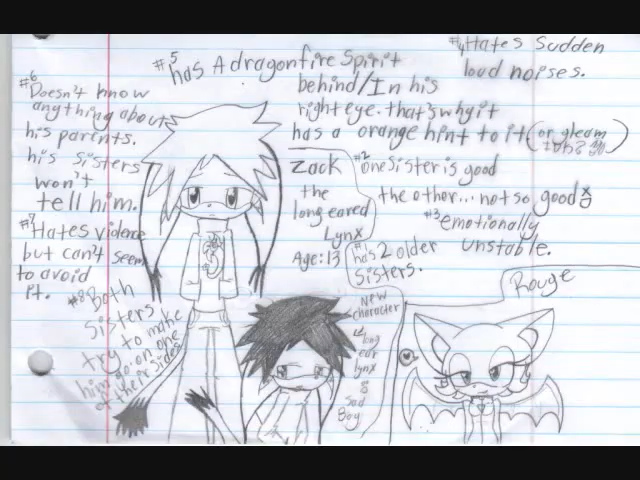 #5
has A dragonfire Spirit
behind/In his
right eye. that's why it
has a orange hint to it (or gleam
#4 Hates Sudden
loud noises.
#6
Doesn't know
anything about
his parents.
his sisters
won't
tell him.
#7 Hates violence
but can't seem
to avoid
it.
#8 Both
sisters
try to make
him go on one
of their sides
Zack
the
long eared
Lynx
Age: 13
#2 one Sister is good
the other... not so good
#3 emotionally
unstable.
#1
has 2 older
sisters.
New
character
long
ear
lynx
Sad
Boy
Rouge